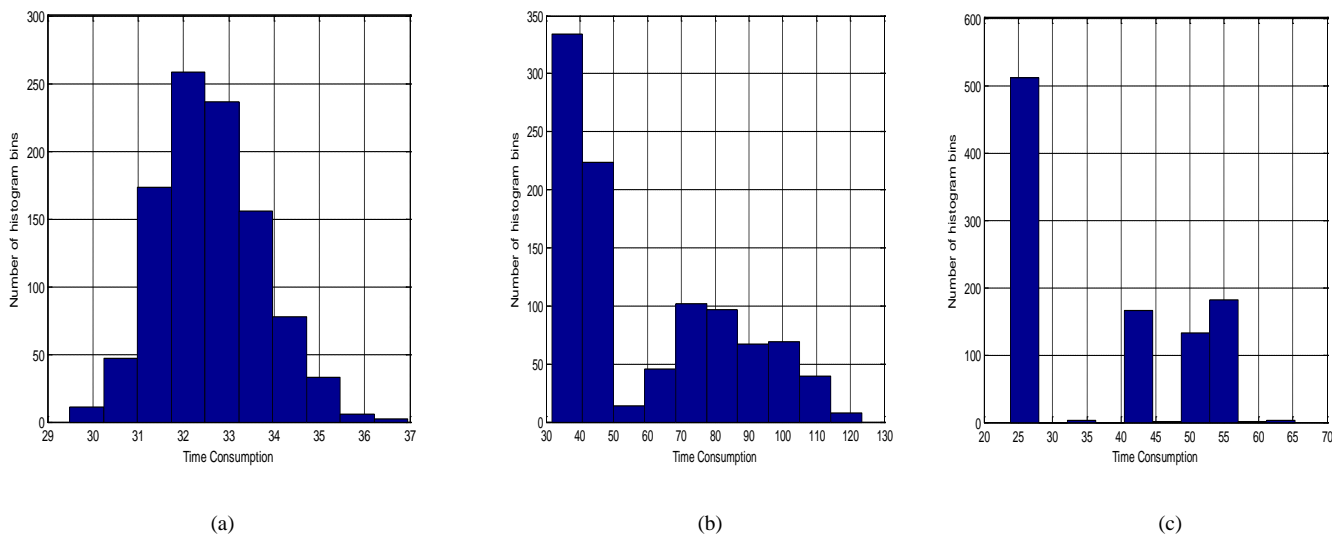 300
250
200
150
100
50
0
29 30 31 32 33 34 35 36 37
Number of histogram bins
Time Consumption
(a)
350
300
250
200
150
100
50
0
30 40 50 60 70 80 90 100 110 120 130
Number of histogram bins
Time Consumption
(b)
600
500
400
300
200
100
0
20 25 30 35 40 45 50 55 60 65 70
Number of histogram bins
Time Consumption
(c)